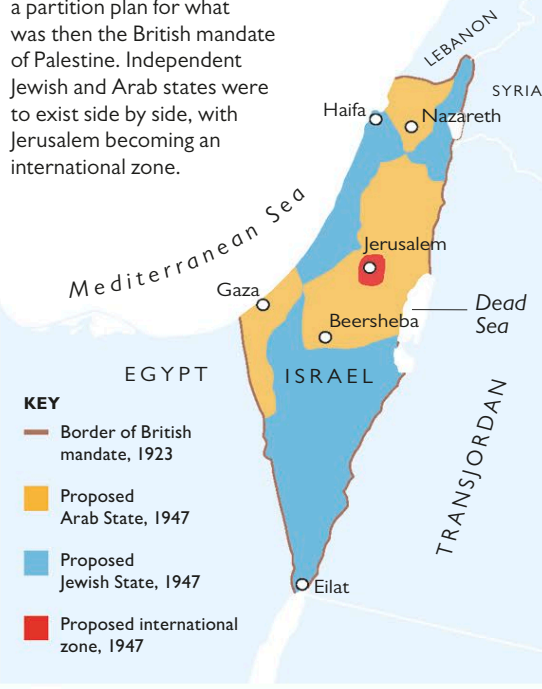 a partition plan for what
was then the British mandate
of Palestine. Independent
Jewish and Arab states were
to exist side by side, with
Jerusalem becoming an
international zone.
LEBANON
SYRIA
Haifa
Nazareth
Mediterranean Sea
Jerusalem
Gaza
Beersheba
Dead
Sea
EGYPT
ISRAEL
TRANSJORDAN
Eilat
KEY
Border of British
mandate, 1923
Proposed
Arab State, 1947
Proposed
Jewish State, 1947
Proposed international
zone, 1947